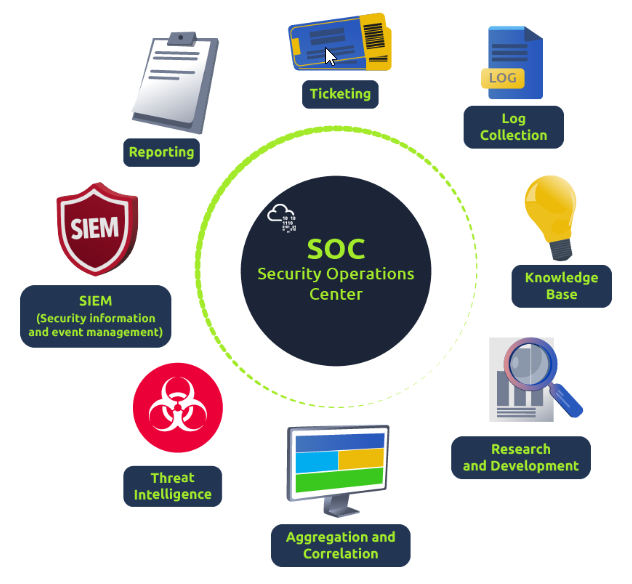 Ticketing
LOG
Log
Collection
Reporting
SIEM
SOC
Security Operations
Center
Knowledge
Base
SIEM
(Security information
and event management)
Research
and Development
Threat
Intelligence
Aggregation and
Correlation